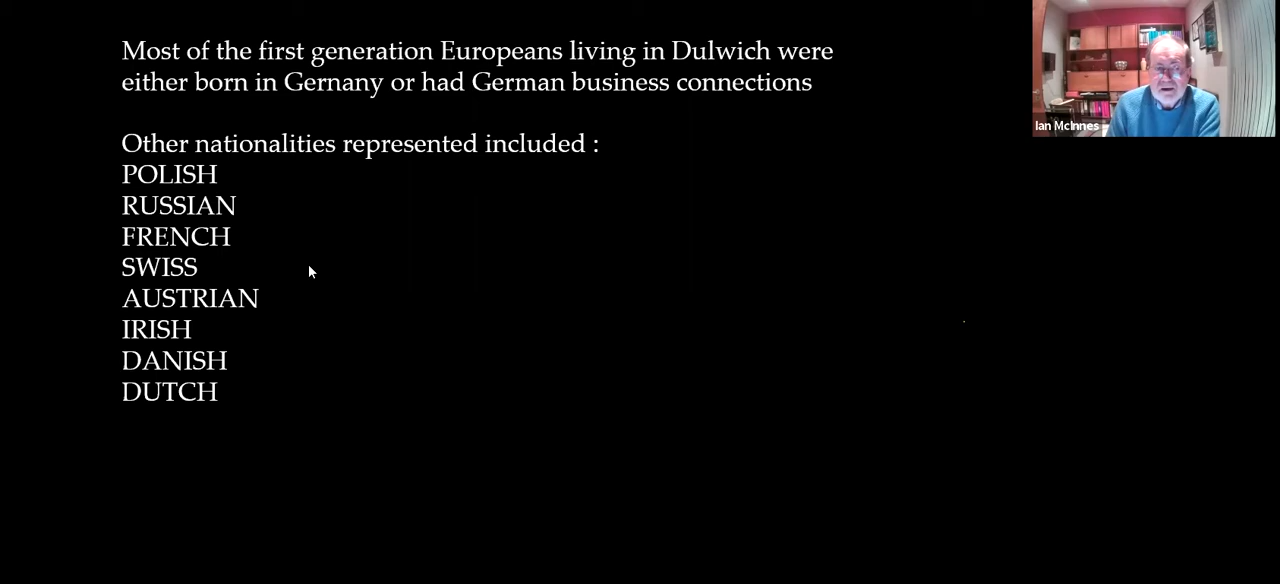 Most of the first generation Europeans living in Dulwich were
either born in Gernany or had German business connections
Other nationalities represented included :
POLISH
RUSSIAN
FRENCH
SWISS
AUSTRIAN
IRISH
DANISH
DUTCH
Ian McInnes